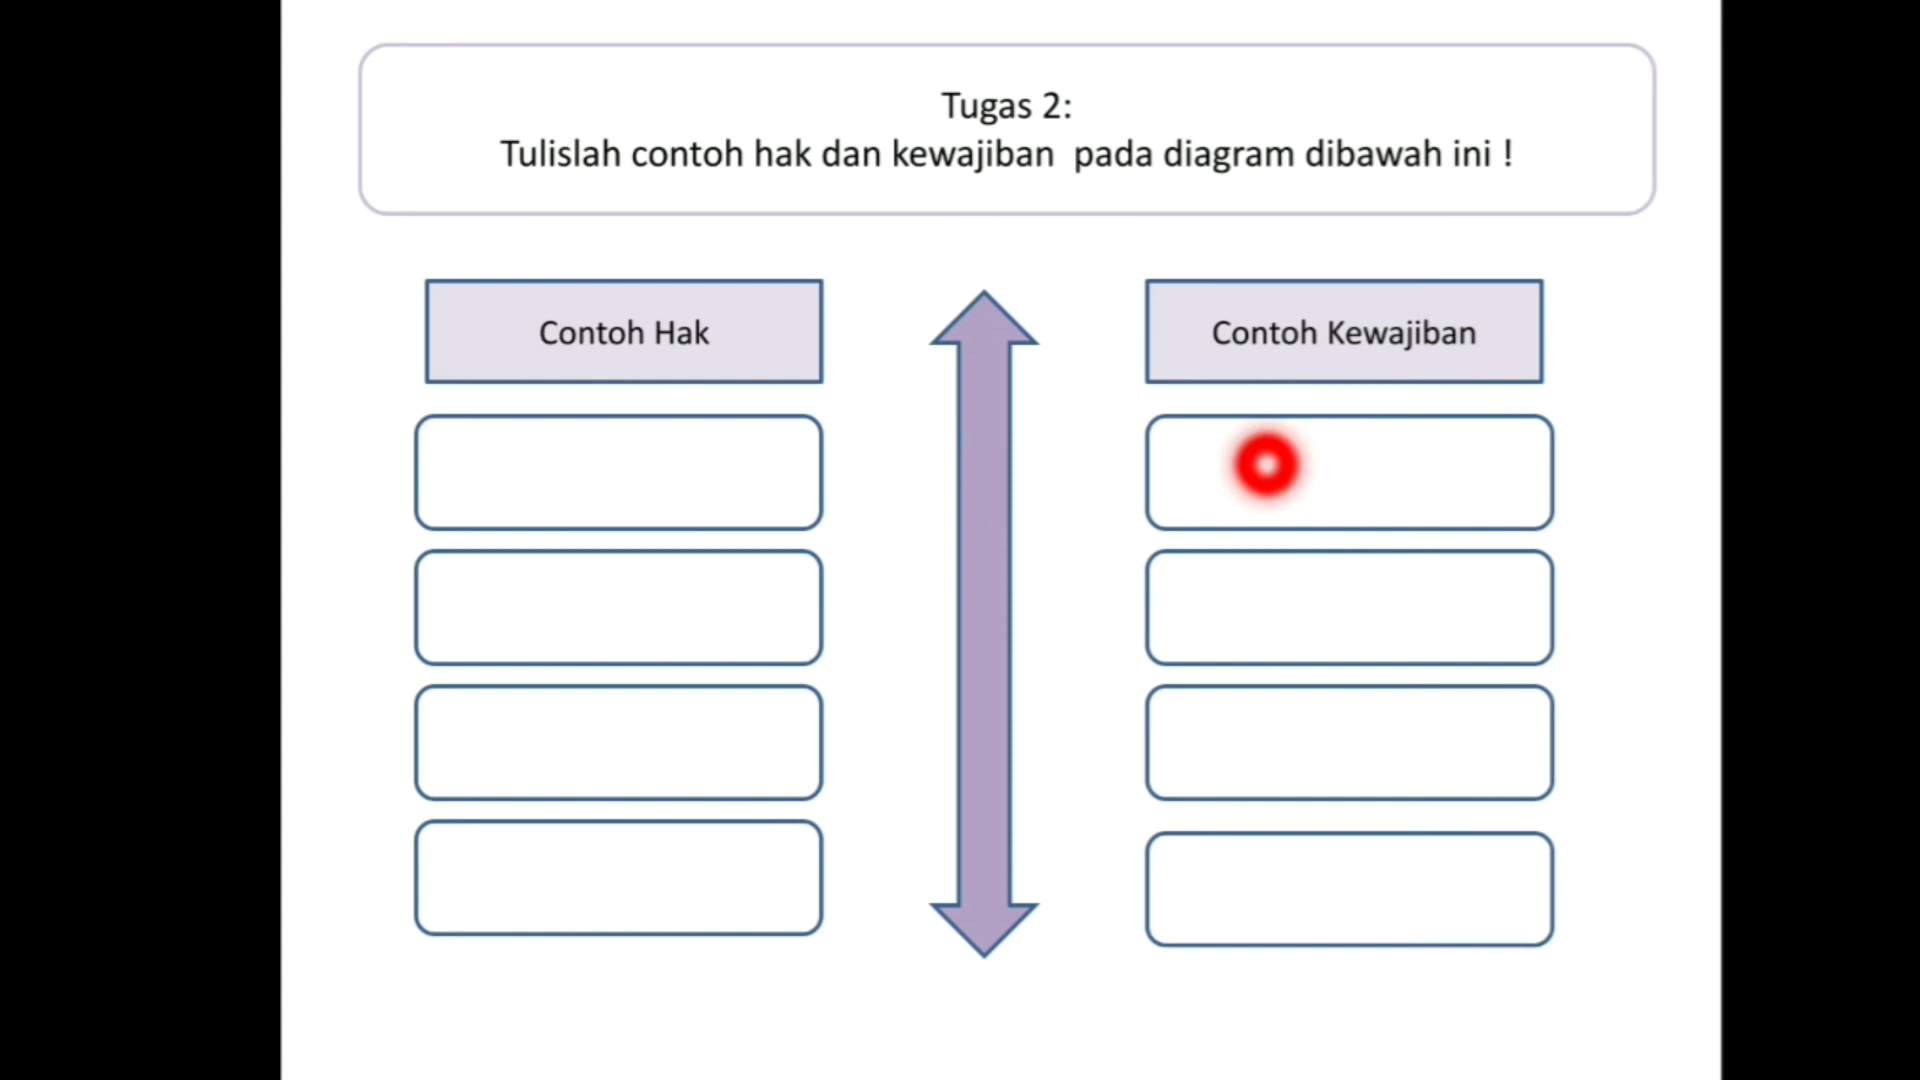 Tugas 2:
Tulislah contoh hak dan kewajiban pada diagram dibawah ini !
Contoh Hak
Contoh Kewajiban